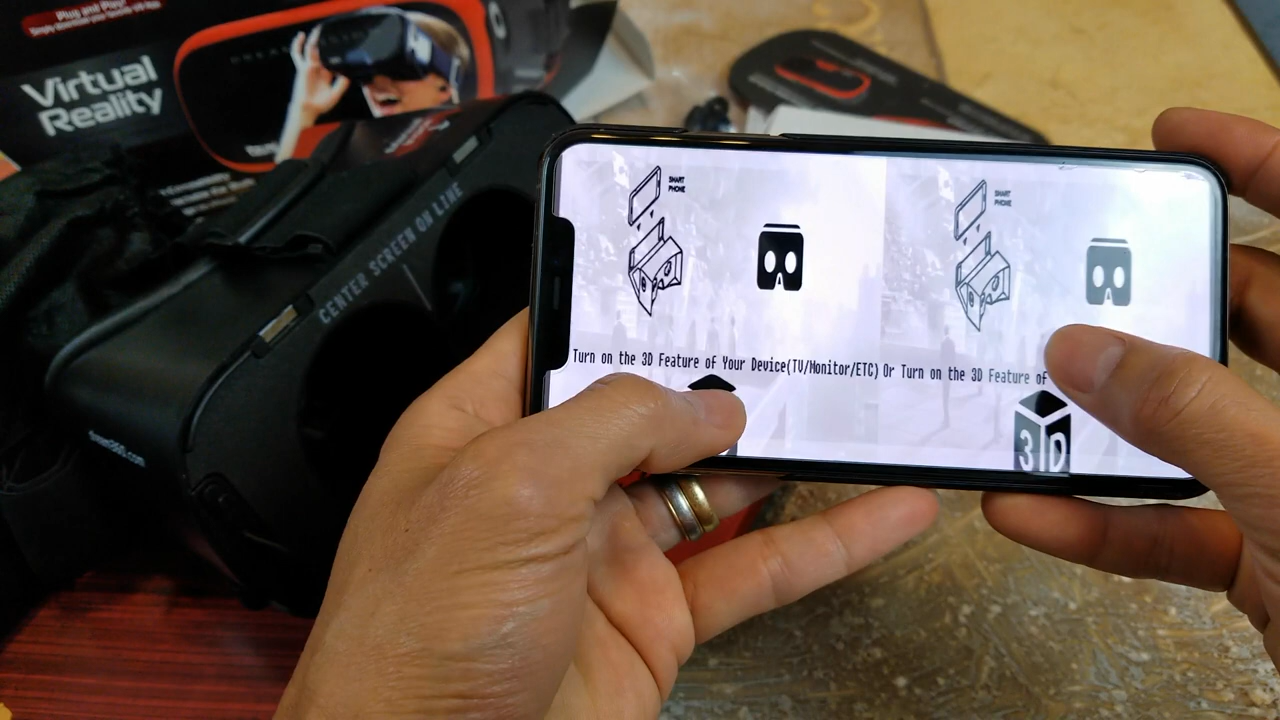 Plug and Play!
Virtual
Reality
CENTER SCREEN ON LINE
SMART
PHONE
SMART
PHONE
Turn on the 3D Feature of Your Device(TV/Monitor/ETC) Or Turn on the 3D Feature of
3D